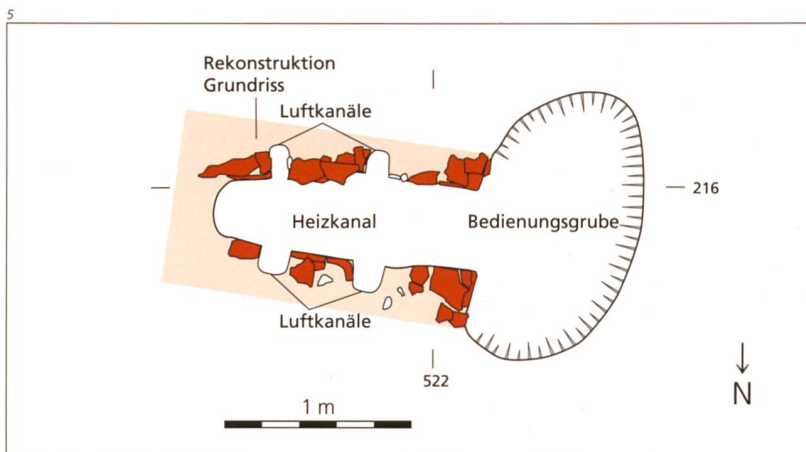 5
Rekonstruktion
Grundriss
Luftkanäle
216
Heizkanal
Bedienungsgrube
Luftkanäle
522
N
1 m